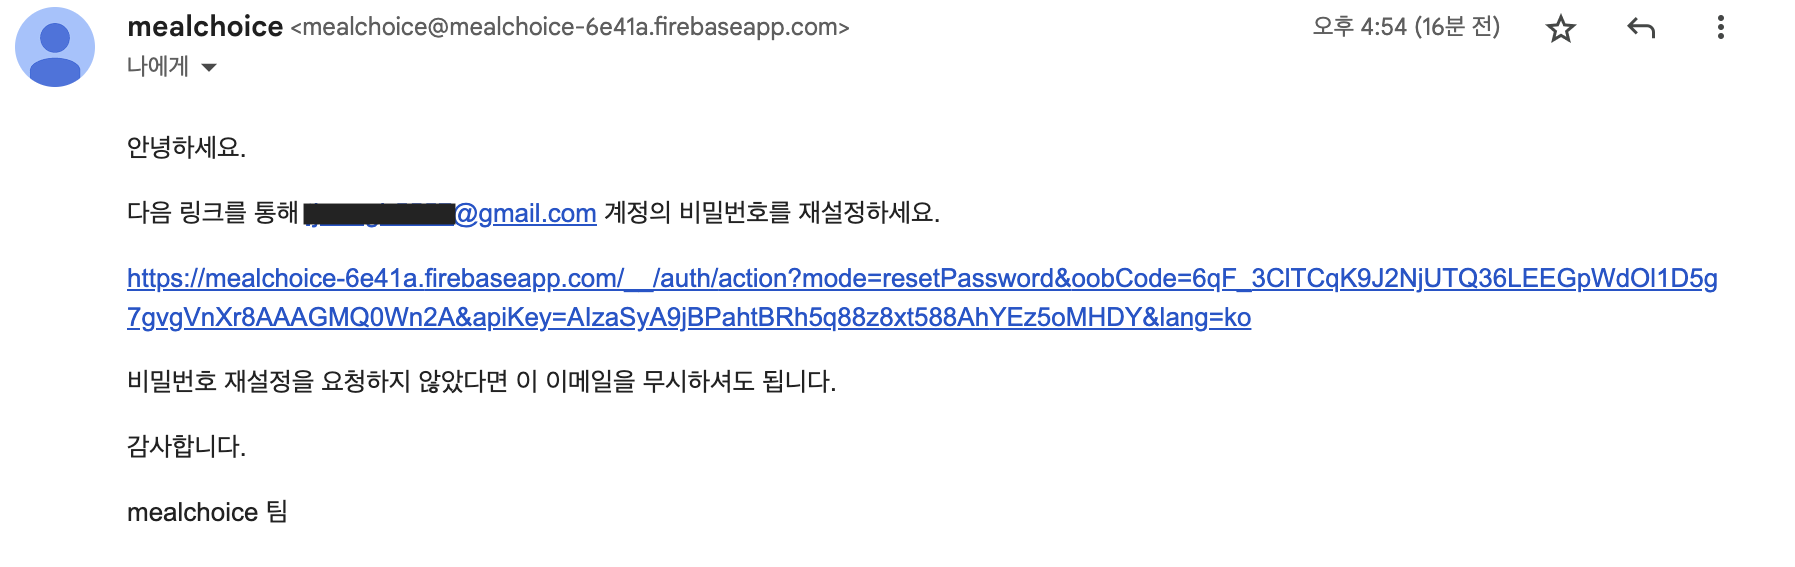 mealchoice <mealchoice@mealchoice-6e41a.firebaseapp.com> 오후 4:54 (16분 전)
나에게
안녕하세요.
다음 링크를 통해 @gmail.com 계정의 비밀번호를 재설정하세요.
https://mealchoice-6e41a.firebaseapp.com/__/auth/action?mode=resetPassword&oobCode=6qF_3ClTCqK9J2NjUTQ36LEEGpWdOl1D5g
7gvgVnXr8AAAGMQ0Wn2A&apiKey=AIzaSyA9jBPahtBRh5q88z8xt588AhYEz5oMHDY&lang=ko
비밀번호 재설정을 요청하지 않았다면 이 이메일을 무시하셔도 됩니다.
감사합니다.
mealchoice 팀